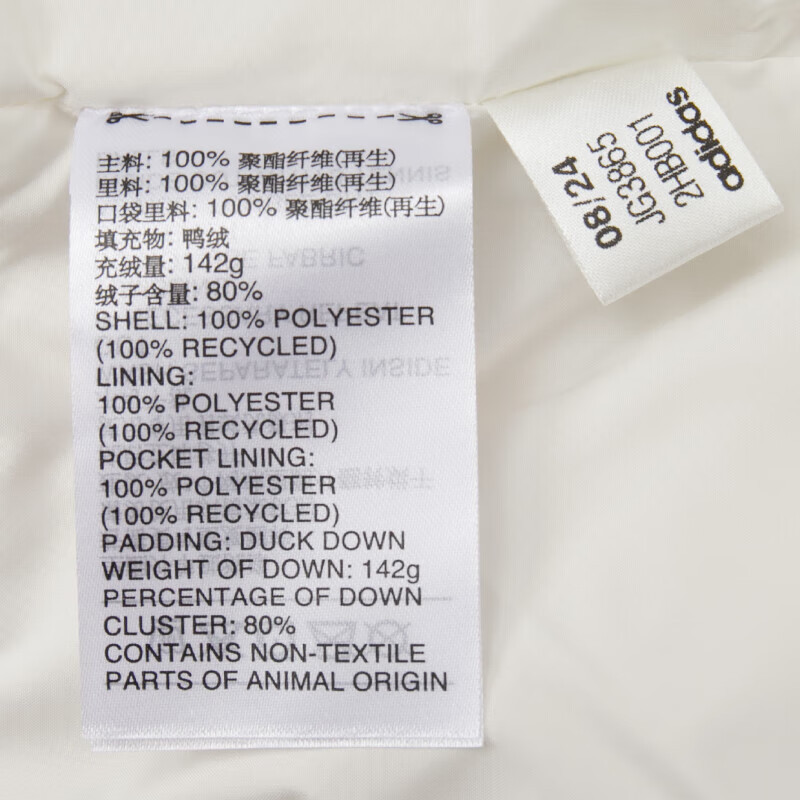 主料: 100% 聚酯纤维(再生)
里料: 100% 聚酯纤维(再生)
口袋里料: 100% 聚酯纤维(再生)
填充物: 鸭绒
充绒量: 142g
绒子含量: 80%
SHELL: 100% POLYESTER
(100% RECYCLED)
LINING:
100% POLYESTER
(100% RECYCLED)
POCKET LINING:
100% POLYESTER
(100% RECYCLED)
PADDING: DUCK DOWN
WEIGHT OF DOWN: 142g
PERCENTAGE OF DOWN
CLUSTER: 80%
CONTAINS NON-TEXTILE
PARTS OF ANIMAL ORIGIN
08/24
JG3865
2HB001
adidas